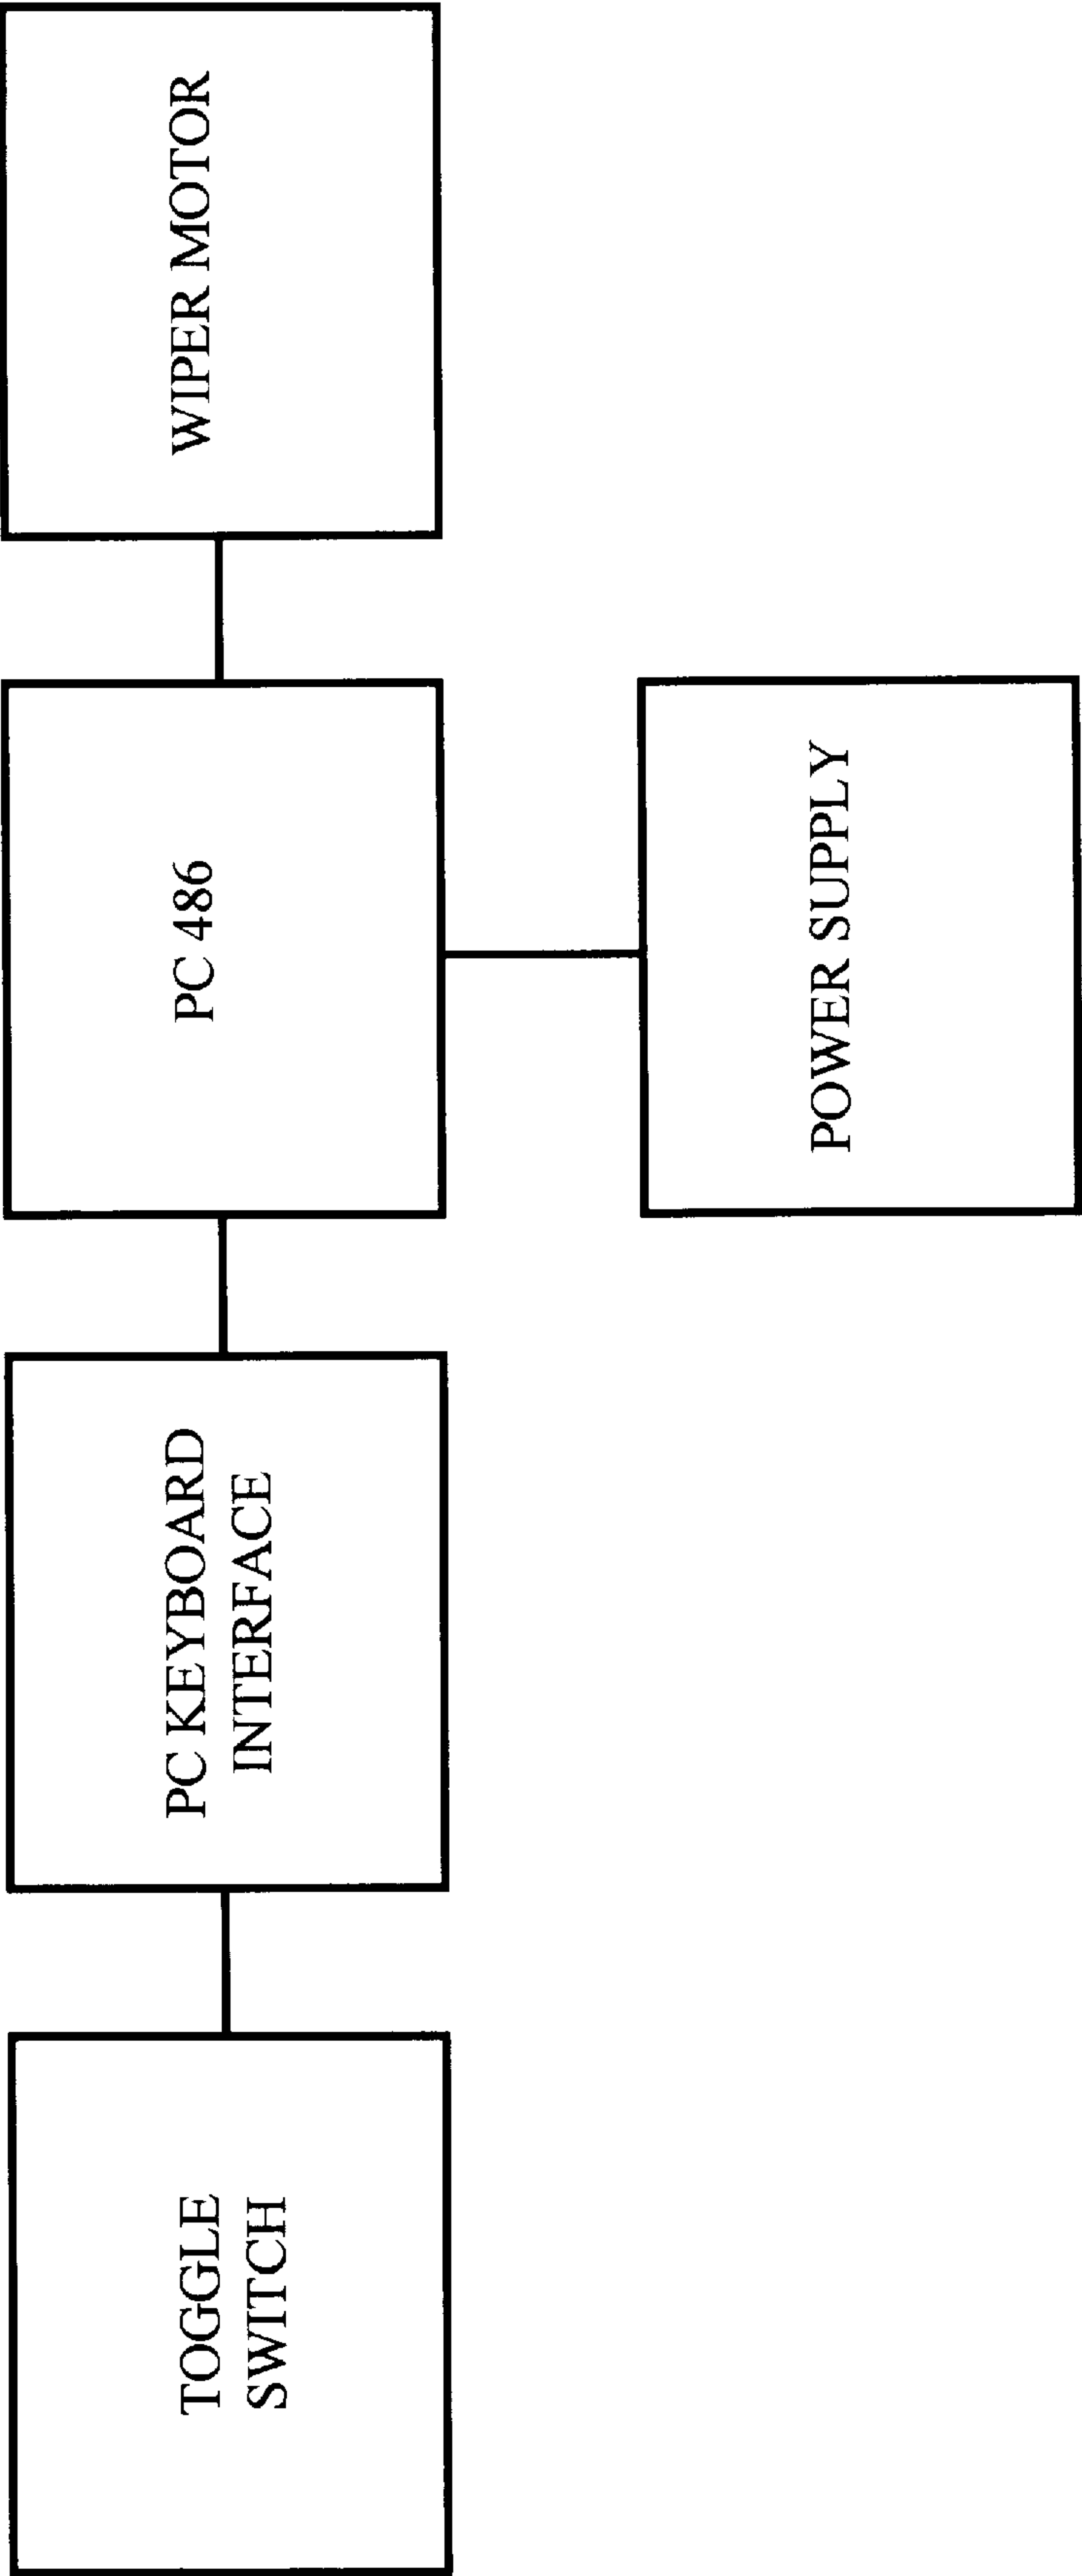 TOGGLE
SWITCH
PC KEYBOARD
INTERFACE
PC 486
WIPER MOTOR
POWER SUPPLY